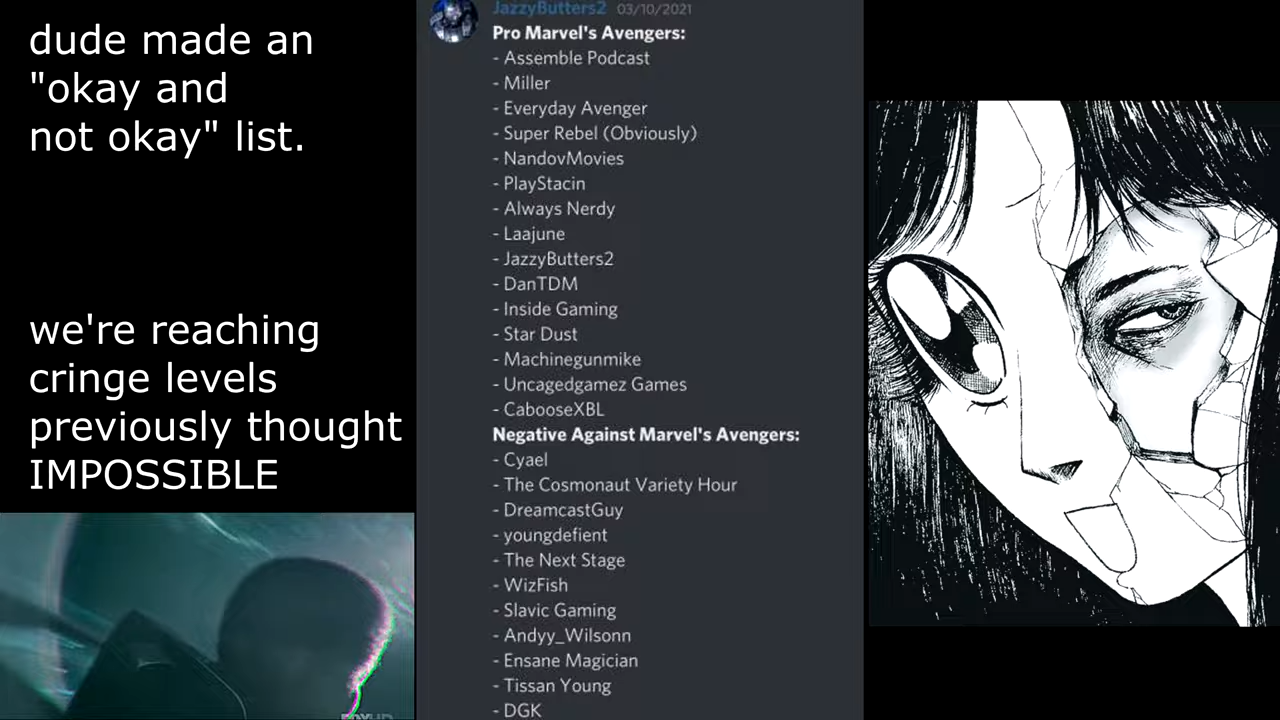 dude made an
"okay and
not okay" list.
we're reaching
cringe levels
previously thought
IMPOSSIBLE
JazzyButters2 03/10/2021
Pro Marvel's Avengers:
- Assemble Podcast
- Miller
- Everyday Avenger
- Super Rebel (Obviously)
- NandovMovies
- PlayStacin
- Always Nerdy
- Laajune
- JazzyButters2
- DanTDM
- Inside Gaming
- Star Dust
- Machinegunmike
- Uncagedgamez Games
- CabooseXBL
Negative Against Marvel's Avengers:
- Cyael
- The Cosmonaut Variety Hour
- DreamcastGuy
- youngdefient
- The Next Stage
- WizFish
- Slavic Gaming
- Andyy_Wilsonn
- Ensane Magician
- Tissan Young
- DGK